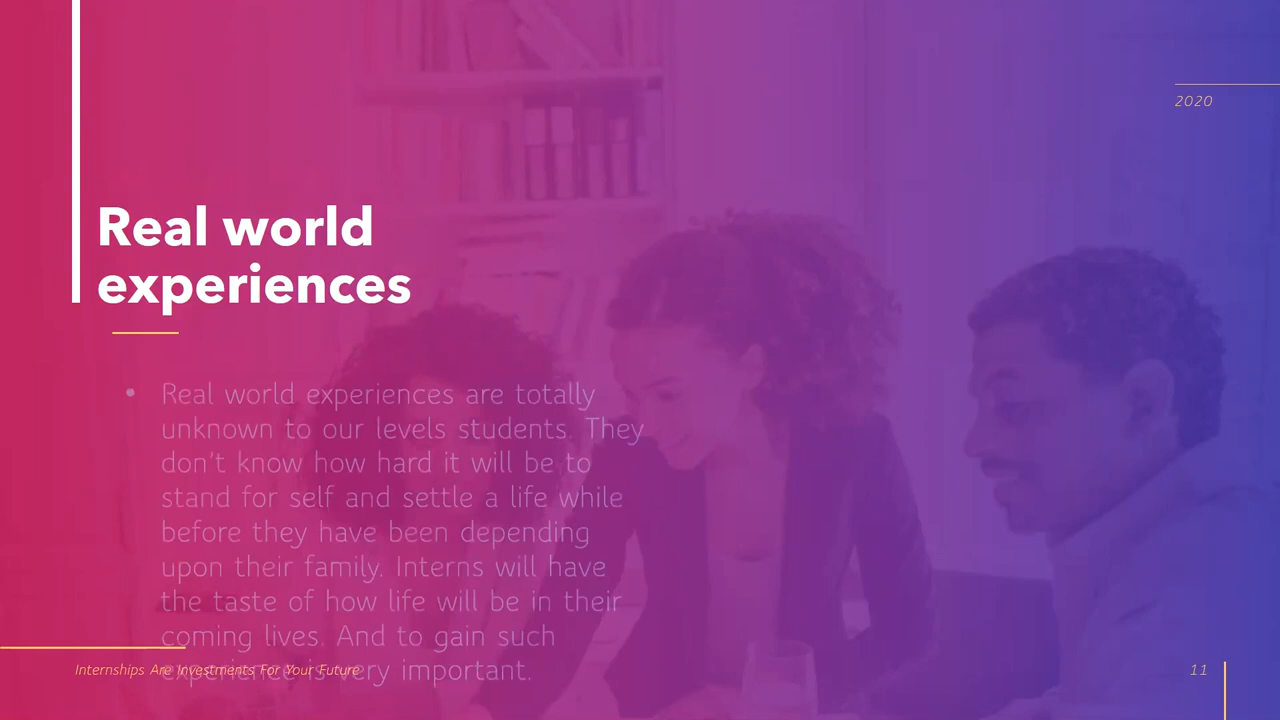 2020
Real world
experiences
• Real world experiences are totally
unknown to our levels students. They
don't know how hard it will be to
stand for self and settle a life while
before they have been depending
upon their family. Interns will have
the taste of how life will be in their
coming lives. And to gain such
experience is very important.
Internships Are Investments For Your Future
11